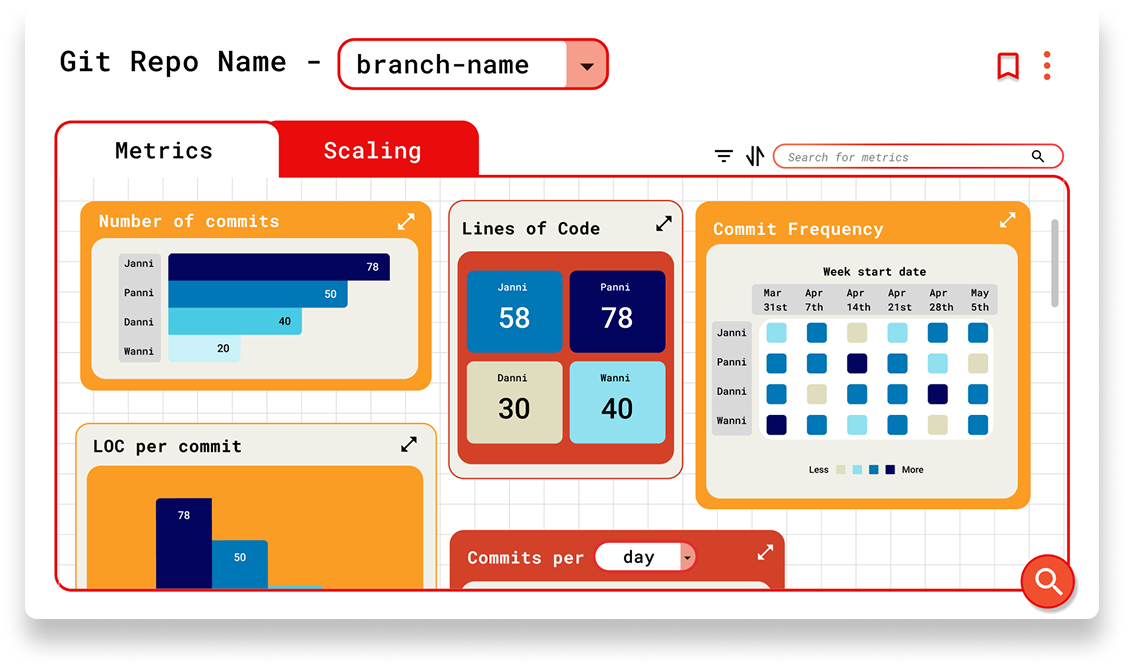 Git Repo Name - branch-name
Metrics
Scaling
Search for metrics
Number of commits
Janni 78
Panni 50
Danni 40
Wanni 20
Lines of Code
Janni Panni
58 78
Danni Wanni
30 40
Commit Frequency
Week start date
Mar Apr Apr Apr Apr May
31st 7th 14th 21st 28th 5th
Janni
Panni
Danni
Wanni
Less More
LOC per commit
78
50
Commits per day